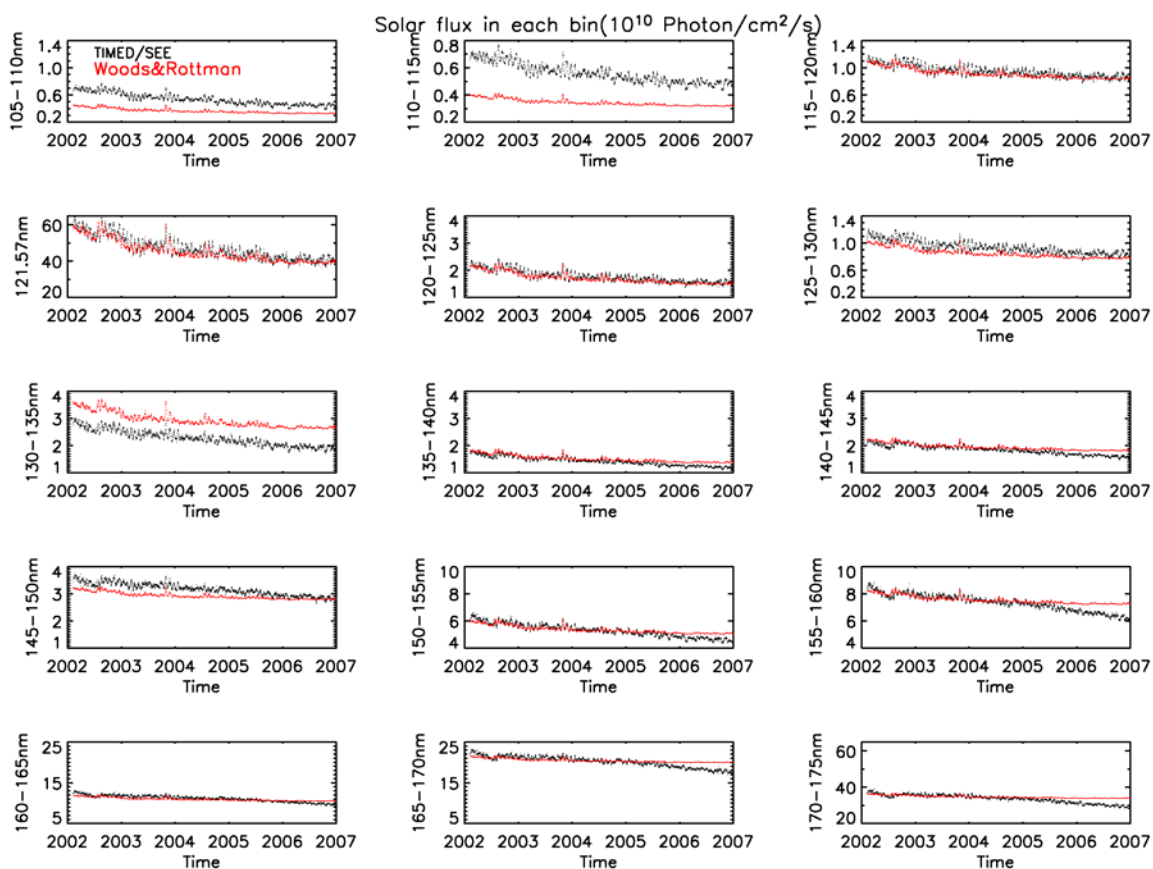 Solar flux in each bin(10¹⁰ Photon/cm²/s)
TIMED/SEE
Woods&Rottman
105-110nm
1.4
1.0
0.6
0.2
2002 2003 2004 2005 2006 2007
Time
110-115nm
0.8
0.6
0.4
0.2
2002 2003 2004 2005 2006 2007
Time
115-120nm
1.4
1.0
0.6
0.2
2002 2003 2004 2005 2006 2007
Time
121.57nm
60
40
20
2002 2003 2004 2005 2006 2007
Time
120-125nm
4
3
2
1
2002 2003 2004 2005 2006 2007
Time
125-130nm
1.4
1.0
0.6
0.2
2002 2003 2004 2005 2006 2007
Time
130-135nm
4
3
2
1
2002 2003 2004 2005 2006 2007
Time
135-140nm
4
3
2
1
2002 2003 2004 2005 2006 2007
Time
140-145nm
4
3
2
1
2002 2003 2004 2005 2006 2007
Time
145-150nm
4
3
2
1
2002 2003 2004 2005 2006 2007
Time
150-155nm
10
8
6
4
2002 2003 2004 2005 2006 2007
Time
155-160nm
10
8
6
4
2002 2003 2004 2005 2006 2007
Time
160-165nm
25
15
5
2002 2003 2004 2005 2006 2007
Time
165-170nm
25
15
5
2002 2003 2004 2005 2006 2007
Time
170-175nm
60
40
20
2002 2003 2004 2005 2006 2007
Time